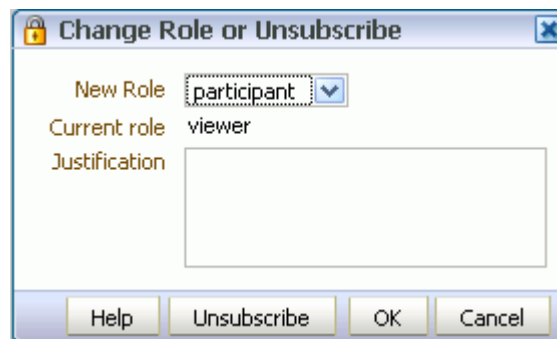 Change Role or Unsubscribe
New Role participant
Current role viewer
Justification
Help Unsubscribe OK Cancel